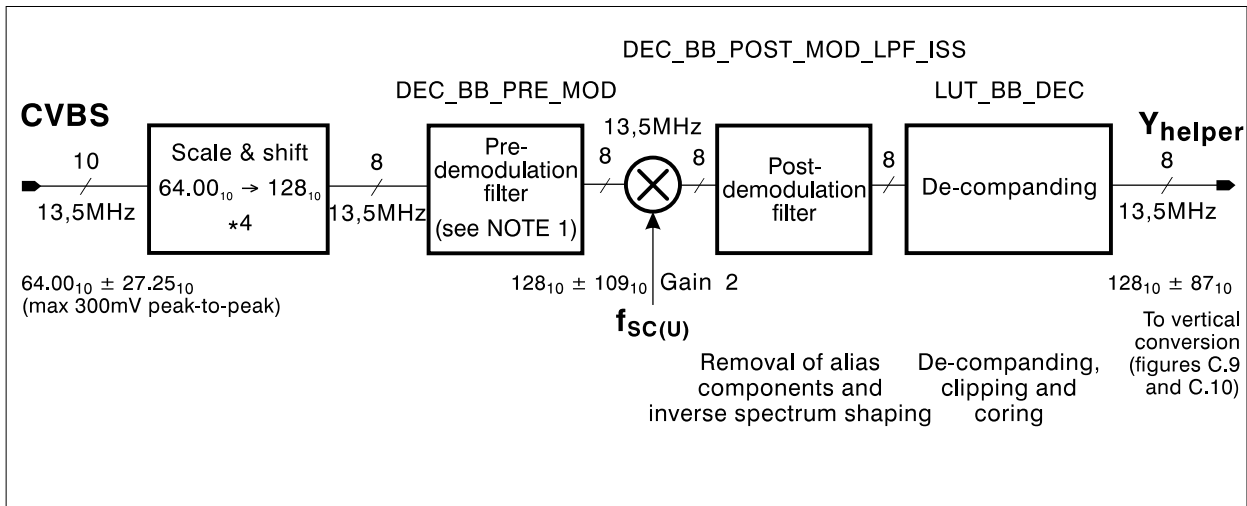 DEC_BB_POST_MOD_LPF_ISS
DEC_BB_PRE_MOD
LUT_BB_DEC
CVBS
10
13,5MHz
Scale & shift
64.00₁₀ → 128₁₀
*4
8
13,5MHz
Pre-
demodulation
filter
(see NOTE 1)
8
13,5MHz
8
Post-
demodulation
filter
8
De-companding
Yhelper
8
13,5MHz
64.00₁₀ ± 27.25₁₀
(max 300mV peak-to-peak)
128₁₀ ± 109₁₀
Gain 2
fSC(U)
128₁₀ ± 87₁₀
To vertical
conversion
(figures C.9
and C.10)
Removal of alias
components and
inverse spectrum shaping
De-companding,
clipping and
coring